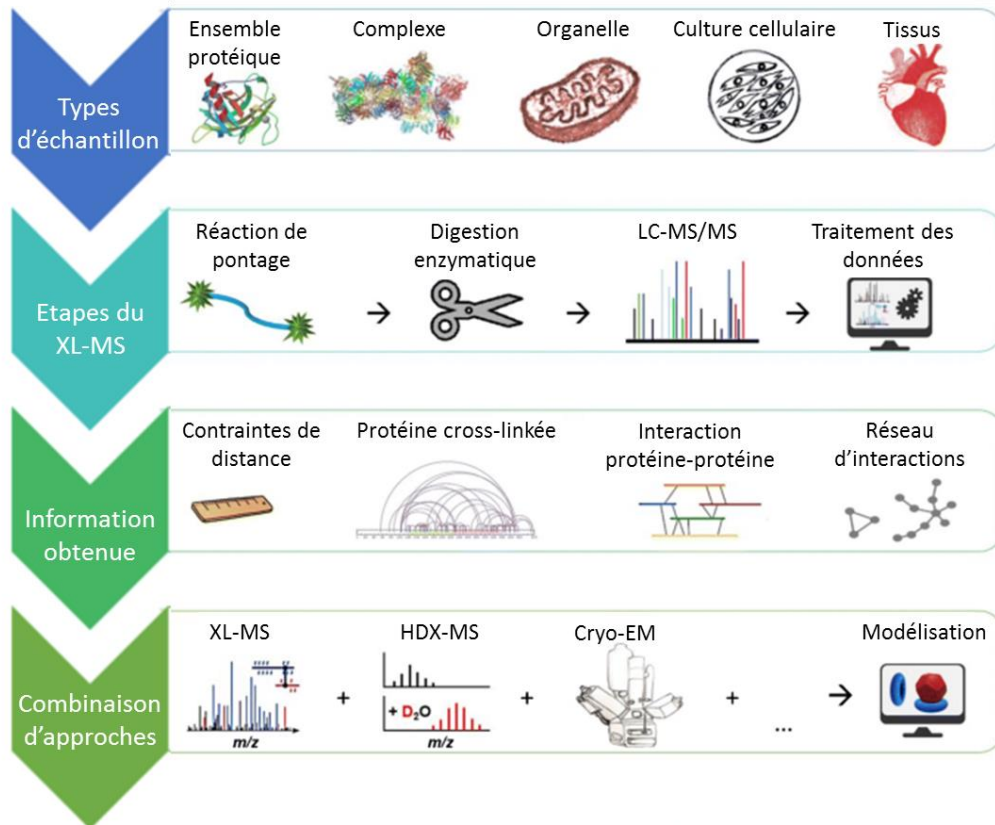 Types
d'échantillon
Ensemble
protéique
Complexe
Organelle
Culture cellulaire
Tissus
Etapes du
XL-MS
Réaction de
pontage
Digestion
enzymatique
LC-MS/MS
Traitement des
données
Information
obtenue
Contraintes de
distance
Protéine cross-linkée
Interaction
protéine-protéine
Réseau
d'interactions
Combinaison
d'approches
XL-MS
m/z
+
HDX-MS
+ D₂O
m/z
+
Cryo-EM
+
...
Modélisation